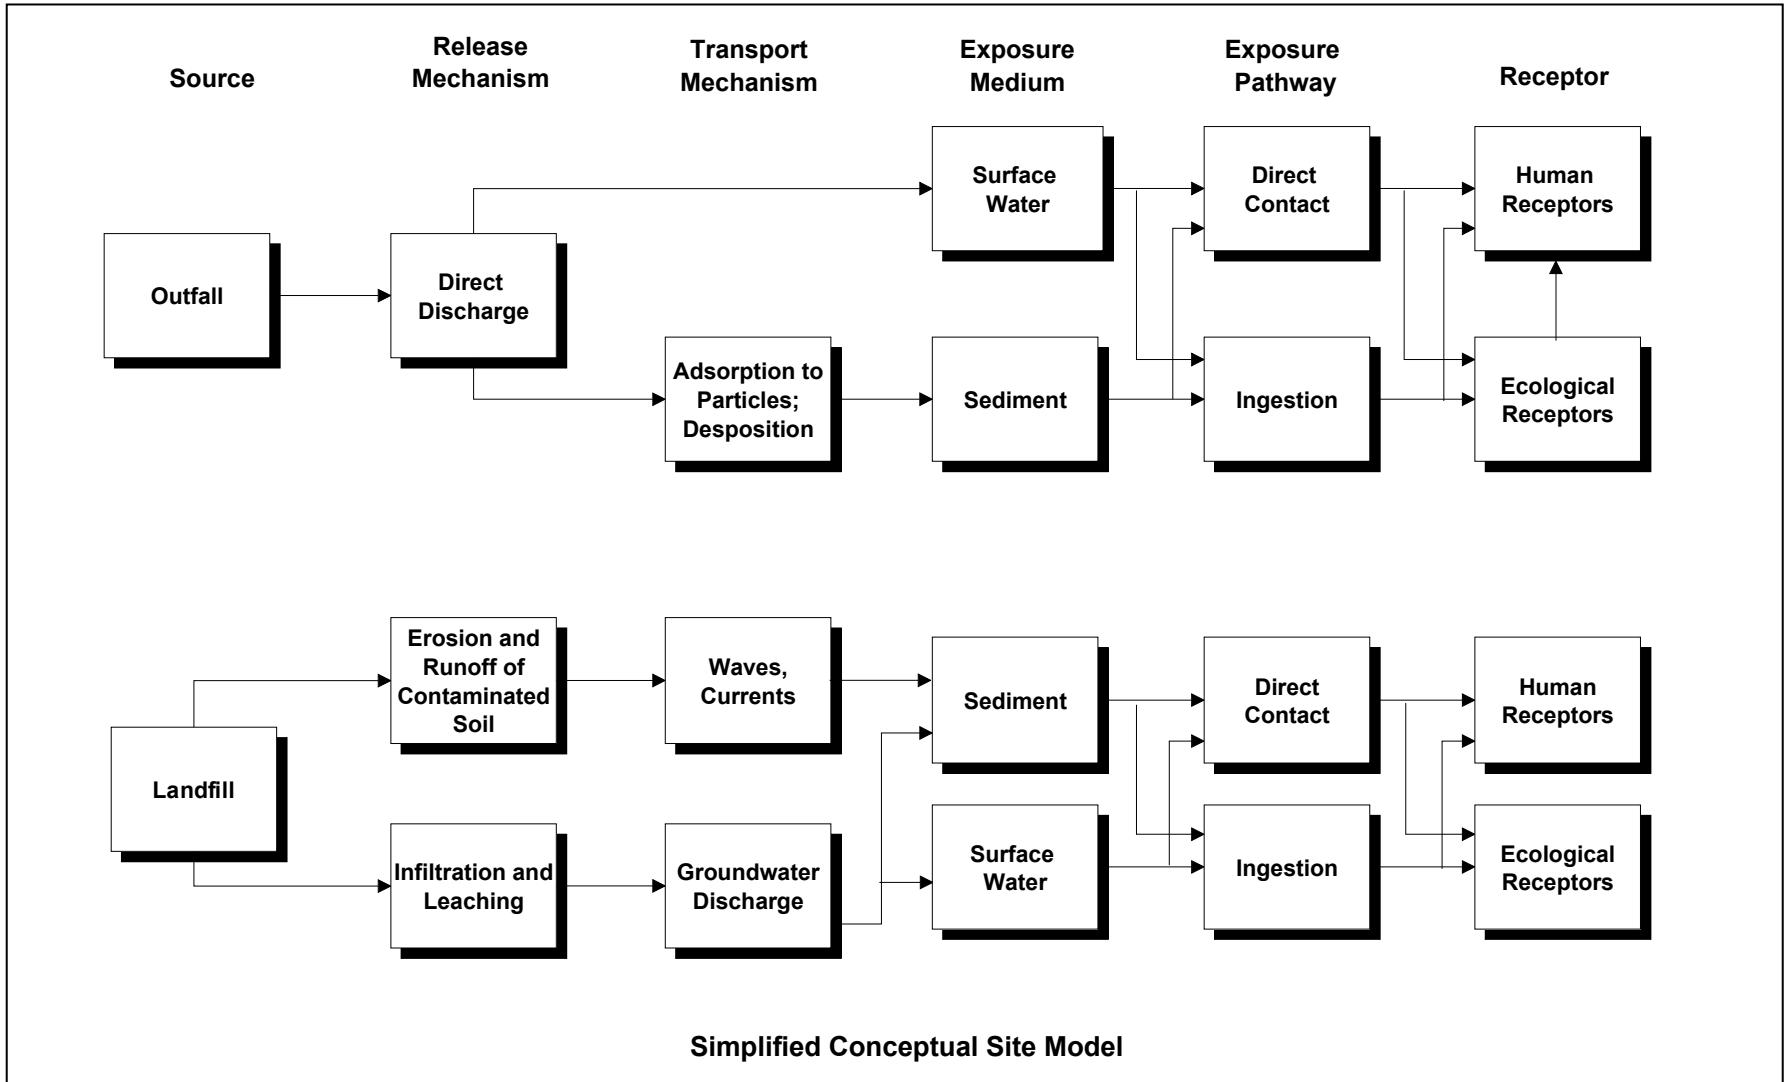 Source
Release
Mechanism
Transport
Mechanism
Exposure
Medium
Exposure
Pathway
Receptor
Outfall
Direct
Discharge
Surface
Water
Direct
Contact
Human
Receptors
Adsorption to
Particles;
Desposition
Sediment
Ingestion
Ecological
Receptors
Landfill
Erosion and
Runoff of
Contaminated
Soil
Waves,
Currents
Sediment
Direct
Contact
Human
Receptors
Infiltration and
Leaching
Groundwater
Discharge
Surface
Water
Ingestion
Ecological
Receptors
Simplified Conceptual Site Model